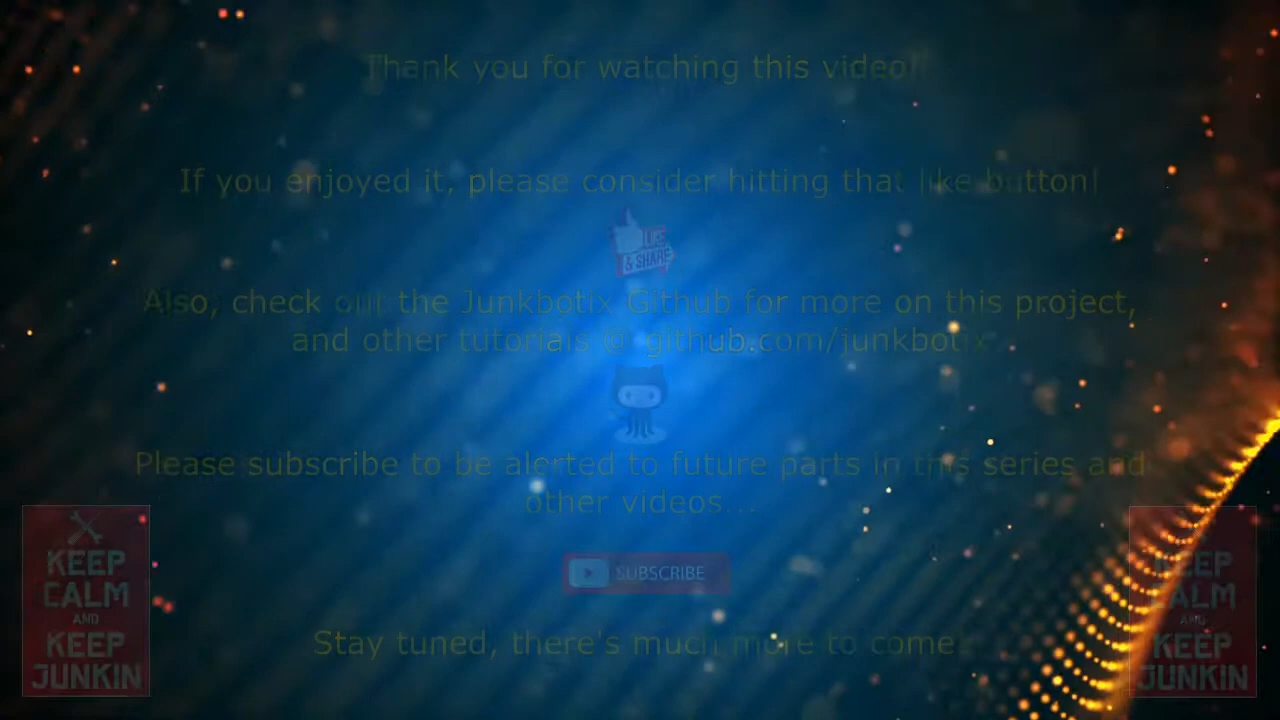 Thank you for watching this video!!
If you enjoyed it, please consider hitting that like button!
LIKE
& SHARE
Also, check out the Junkbotix Github for more on this project,
and other tutorials @ github.com/junkbotix
Please subscribe to be alerted to future parts in this series and
other videos...
SUBSCRIBE
Stay tuned, there's much more to come!
KEEP
CALM
AND
KEEP
JUNKIN
KEEP
CALM
AND
KEEP
JUNKIN